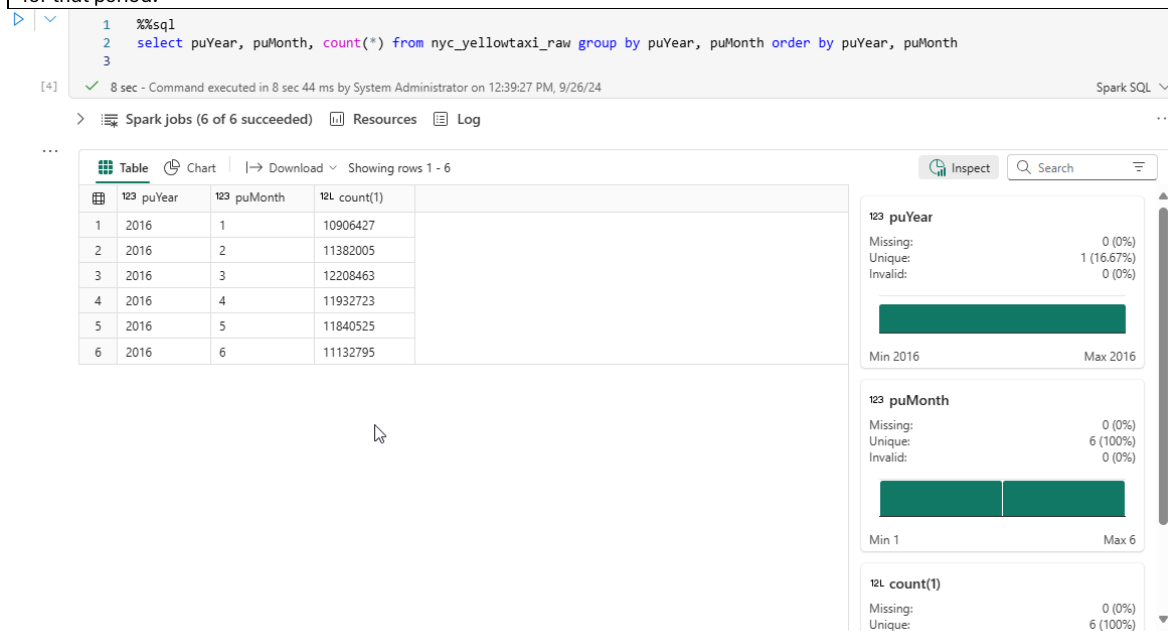 for that period.
1 %%sql
2 select puYear, puMonth, count(*) from nyc_yellowtaxi_raw group by puYear, puMonth order by puYear, puMonth
3
[4] 8 sec - Command executed in 8 sec 44 ms by System Administrator on 12:39:27 PM, 9/26/24 Spark SQL
Spark jobs (6 of 6 succeeded) Resources Log
Table Chart Download Showing rows 1 - 6 Inspect Search
123 puYear 123 puMonth 12L count(1)
1 2016 1 10906427
2 2016 2 11382005
3 2016 3 12208463
4 2016 4 11932723
5 2016 5 11840525
6 2016 6 11132795
123 puYear
Missing: 0 (0%)
Unique: 1 (16.67%)
Invalid: 0 (0%)
Min 2016 Max 2016
123 puMonth
Missing: 0 (0%)
Unique: 6 (100%)
Invalid: 0 (0%)
Min 1 Max 6
12L count(1)
Missing: 0 (0%)
Unique: 6 (100%)